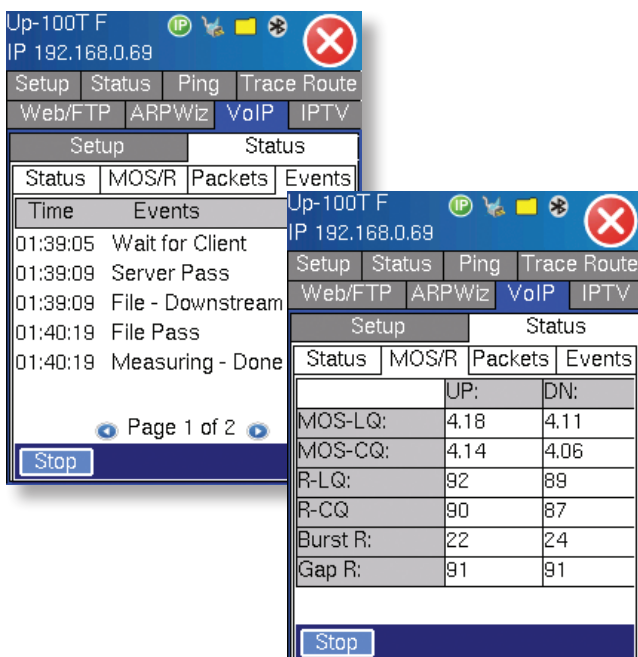 Up-100T F IP
IP 192.168.0.69
Setup Status Ping Trace Route
Web/FTP ARPWiz VoIP IPTV
Setup Status
Status MOS/R Packets Events
Time Events
01:39:05 Wait for Client
01:39:09 Server Pass
01:39:09 File - Downstream
01:40:19 File Pass
01:40:19 Measuring - Done
Page 1 of 2
Stop
Up-100T F IP
IP 192.168.0.69
Setup Status Ping Trace Route
Web/FTP ARPWiz VoIP IPTV
Setup Status
Status MOS/R Packets Events
UP: DN:
MOS-LQ: 4.18 4.11
MOS-CQ: 4.14 4.06
R-LQ: 92 89
R-CQ 90 87
Burst R: 22 24
Gap R: 91 91
Stop